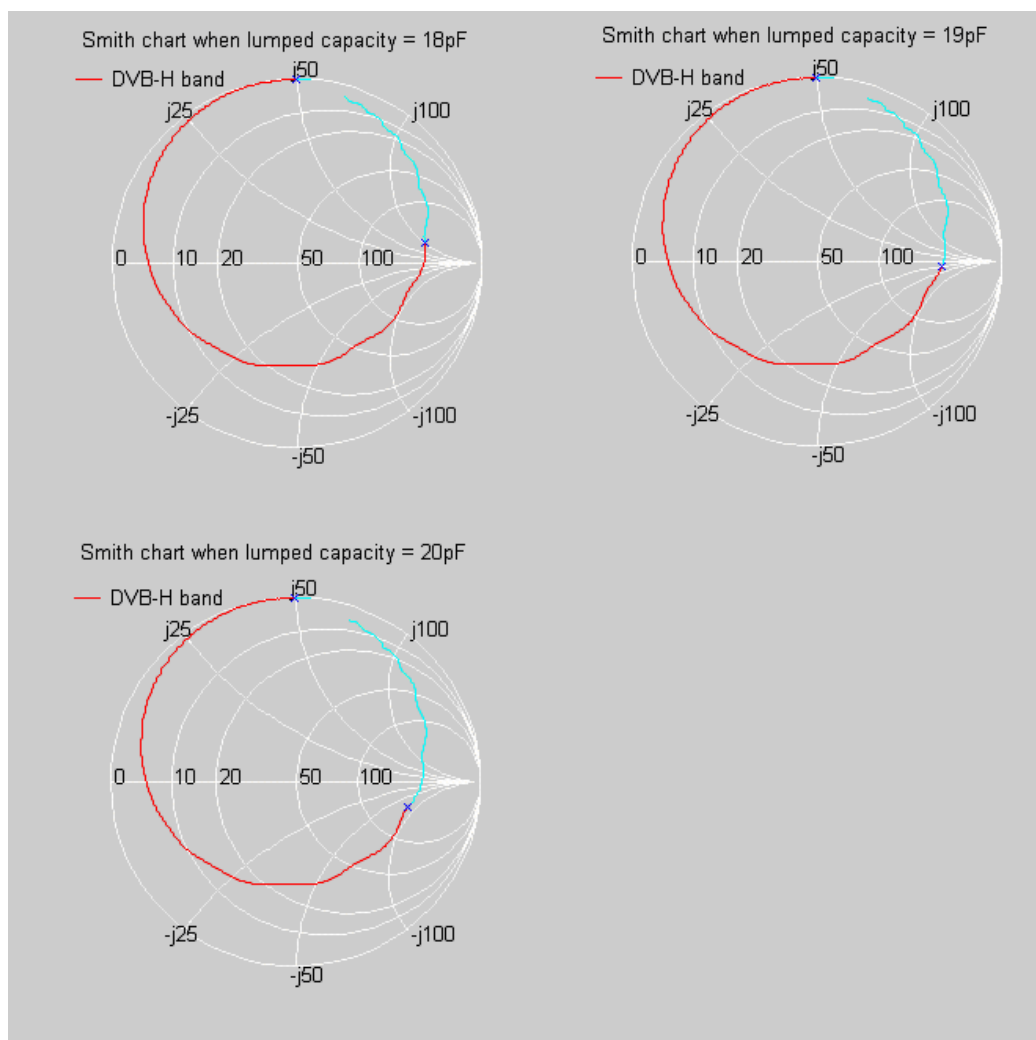 Smith chart when lumped capacity = 18pF
DVB-H band
j50
j25
j100
0
10
20
50
100
-j25
-j100
-j50
Smith chart when lumped capacity = 19pF
DVB-H band
j50
j25
j100
0
10
20
50
100
-j25
-j100
-j50
Smith chart when lumped capacity = 20pF
DVB-H band
j50
j25
j100
0
10
20
50
100
-j25
-j100
-j50